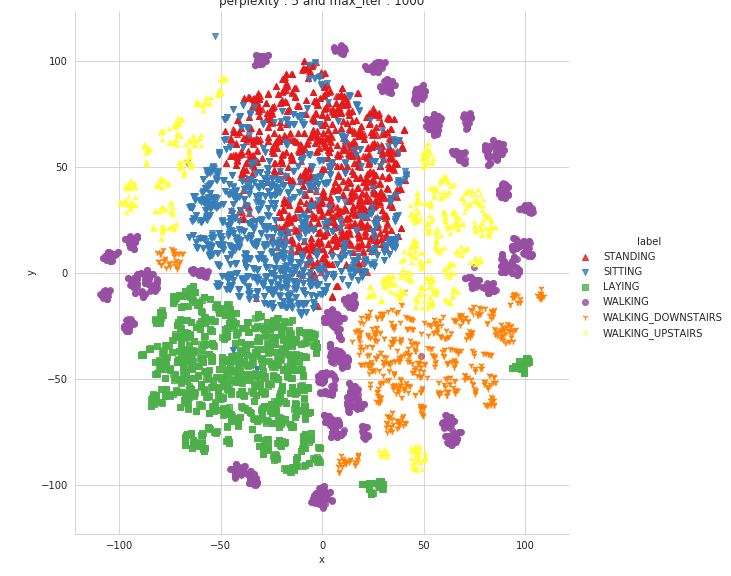 perplexity : 5 and max_iter : 1000
100
50
0
−50
−100
y
−100
−50
0
50
100
x
label
STANDING
SITTING
LAYING
WALKING
WALKING_DOWNSTAIRS
WALKING_UPSTAIRS